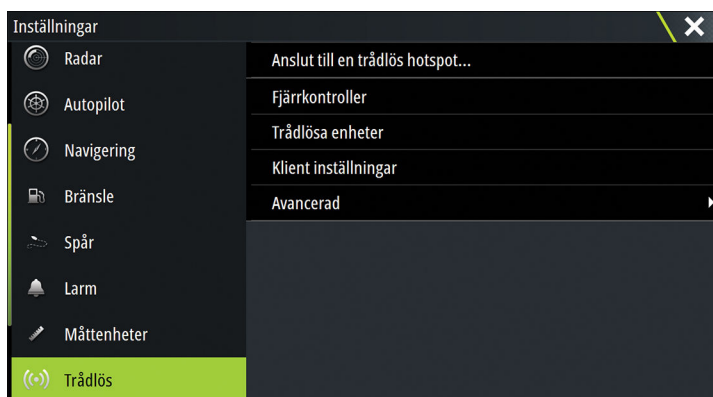 Inställningar
Radar
Autopilot
Navigering
Bränsle
Spår
Larm
Måttenheter
Trådlös
Anslut till en trådlös hotspot...
Fjärrkontroller
Trådlösa enheter
Klient inställningar
Avancerad